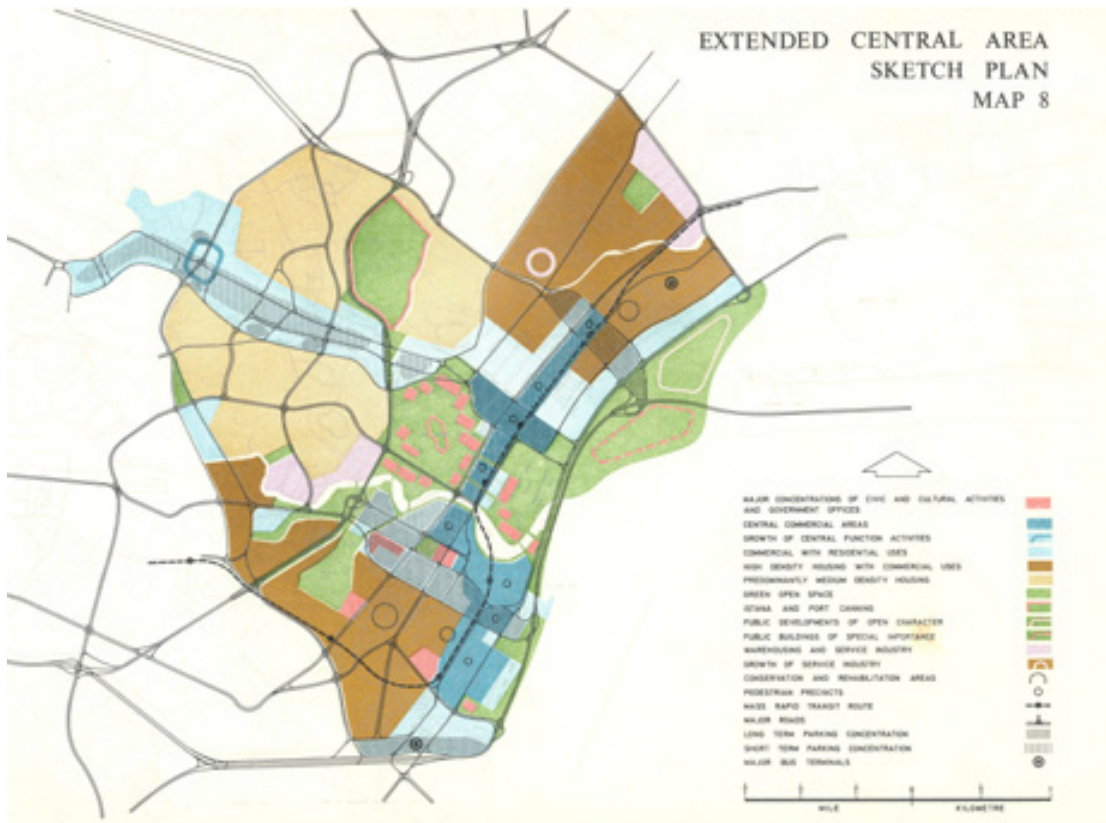 EXTENDED CENTRAL AREA
SKETCH PLAN
MAP 8
MAJOR CONCENTRATIONS OF CIVIC AND CULTURAL ACTIVITIES
AND GOVERNMENT OFFICES
CENTRAL COMMERCIAL AREAS
GROWTH OF CENTRAL FUNCTION ACTIVITIES
COMMERCIAL WITH RESIDENTIAL USES
HIGH DENSITY HOUSING WITH COMMERCIAL USES
PREDOMINANTLY MEDIUM DENSITY HOUSING
GREEN OPEN SPACE
ISTANA AND FORT CANNING
PUBLIC DEVELOPMENTS OF OPEN CHARACTER
PUBLIC BUILDINGS OF SPECIAL IMPORTANCE
WAREHOUSING AND SERVICE INDUSTRY
GROWTH OF SERVICE INDUSTRY
CONSERVATION AND REHABILITATION AREAS
PEDESTRIAN PRECINCTS
MASS RAPID TRANSIT ROUTE
MAJOR ROADS
LONG TERM PARKING CONCENTRATION
SHORT TERM PARKING CONCENTRATION
MAJOR BUS TERMINALS
MILE KILOMETRE